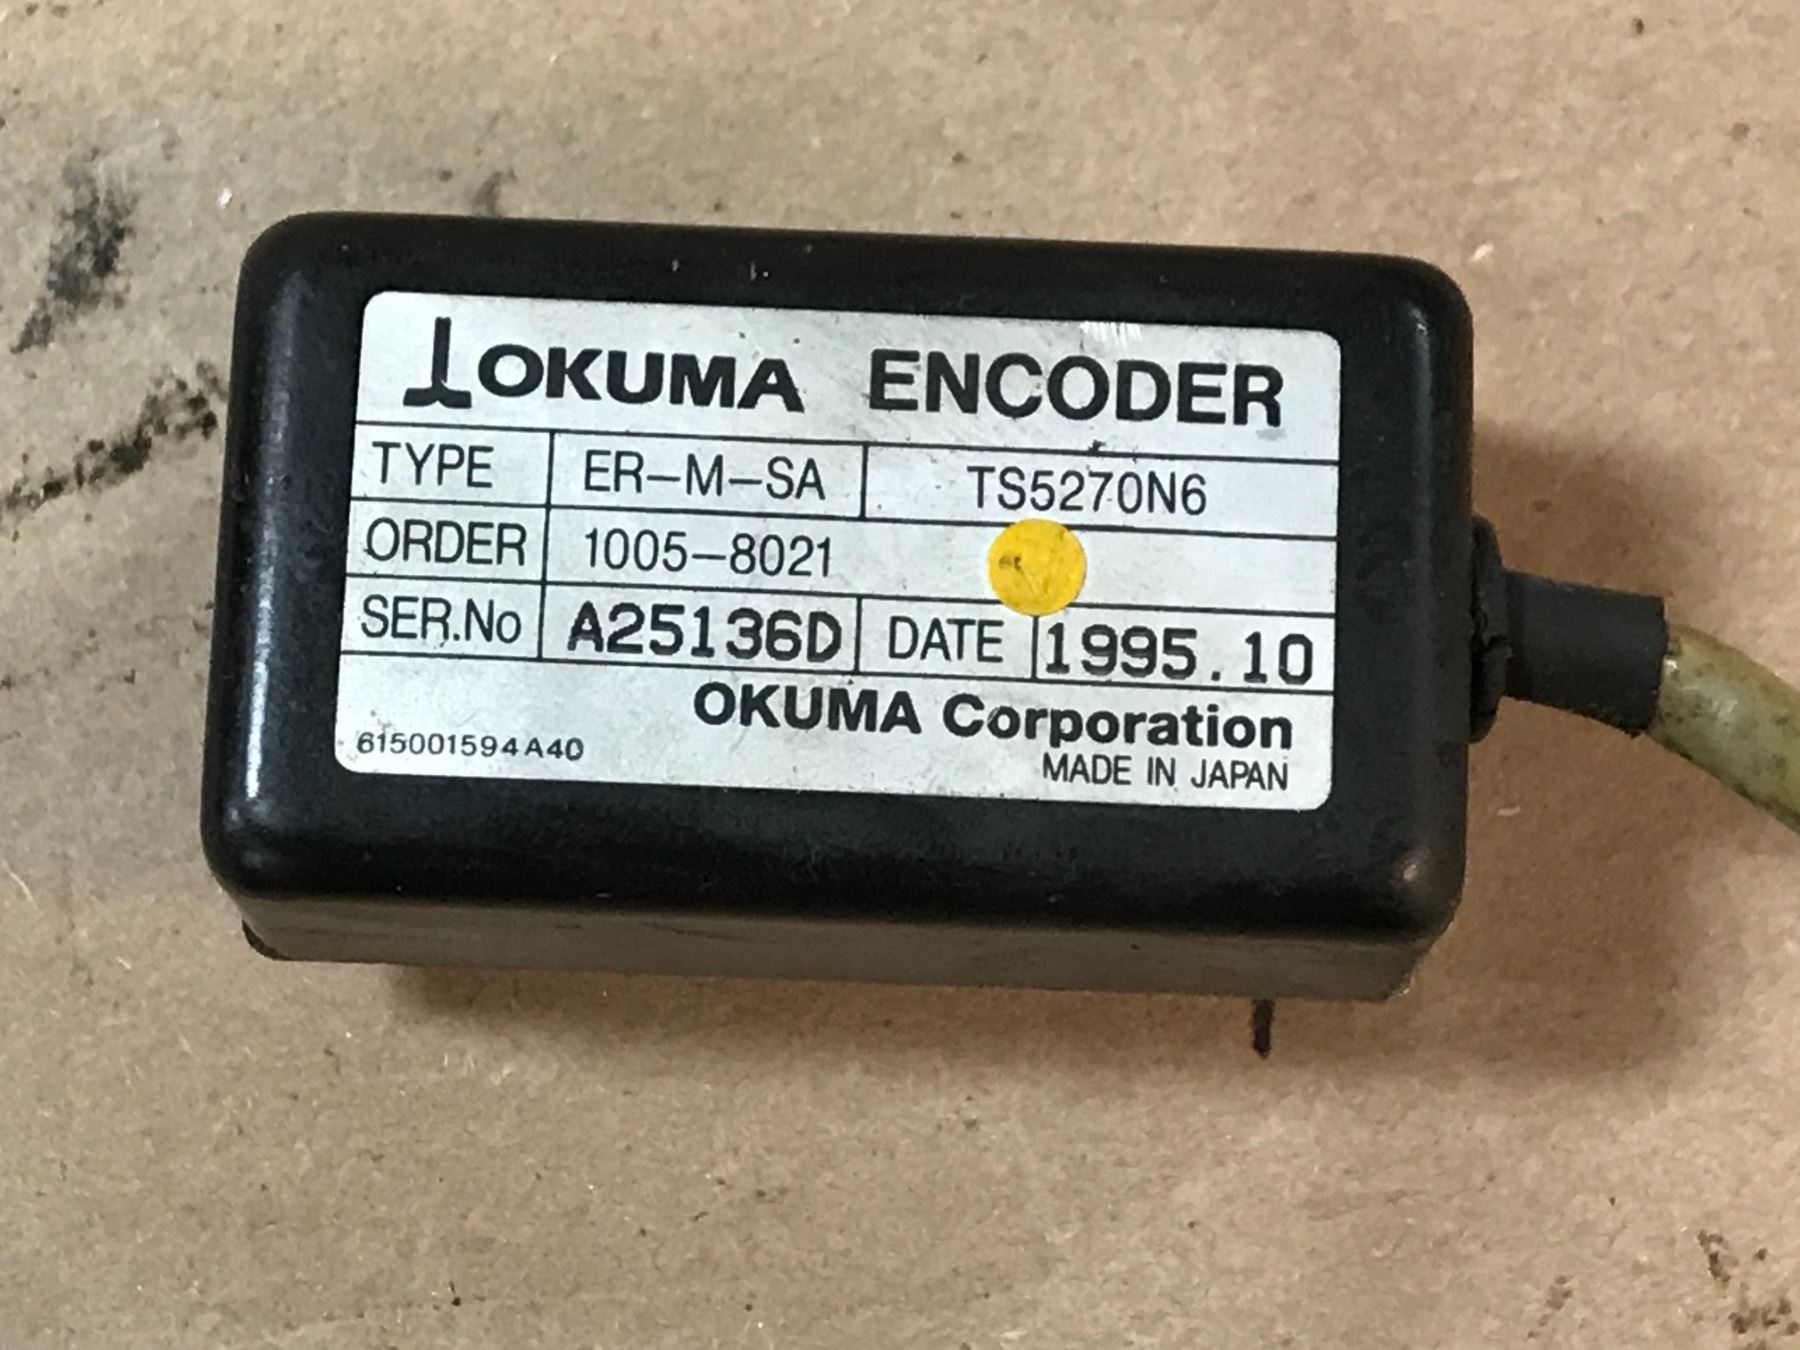 OKUMA ENCODER
TYPE ER-M-SA TS5270N6
ORDER 1005-8021
SER.No A25136D DATE 1995.10
OKUMA Corporation
615001594A40
MADE IN JAPAN